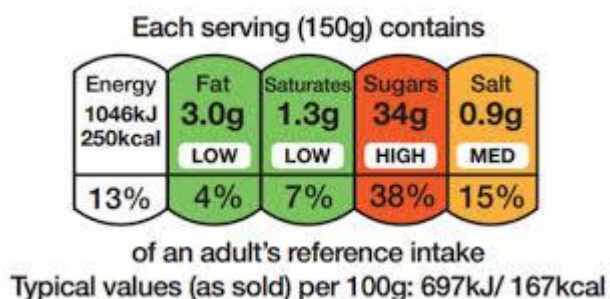 Each serving (150g) contains
Energy Fat Saturates Sugars Salt
1046kJ 3.0g 1.3g 34g 0.9g
250kcal
LOW LOW HIGH MED
13% 4% 7% 38% 15%
of an adult's reference intake
Typical values (as sold) per 100g: 697kJ/ 167kcal